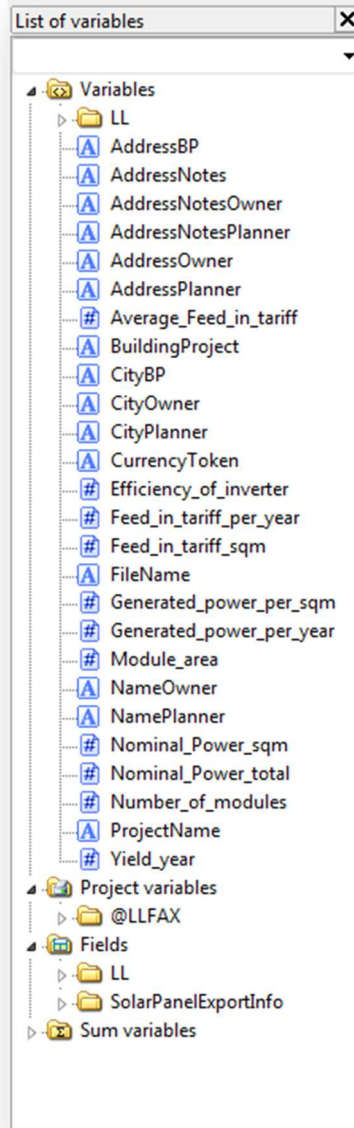 List of variables
Variables
LL
AddressBP
AddressNotes
AddressNotesOwner
AddressNotesPlanner
AddressOwner
AddressPlanner
Average_Feed_in_tariff
BuildingProject
CityBP
CityOwner
CityPlanner
CurrencyToken
Efficiency_of_inverter
Feed_in_tariff_per_year
Feed_in_tariff_sqm
FileName
Generated_power_per_sqm
Generated_power_per_year
Module_area
NameOwner
NamePlanner
Nominal_Power_sqm
Nominal_Power_total
Number_of_modules
ProjectName
Yield_year
Project variables
@LLFAX
Fields
LL
SolarPanelExportInfo
Sum variables